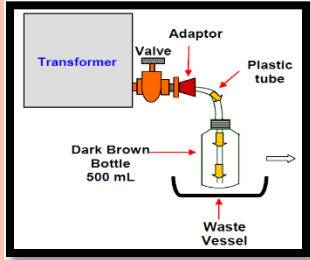 Adaptor
Valve
Transformer
Plastic
tube
Dark Brown
Bottle
500 mL
Waste
Vessel